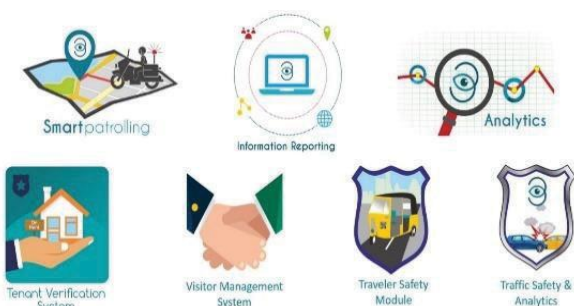 Smartpatrolling
Information Reporting
Analytics
Tenant Verification
System
Visitor Management
System
Traveler Safety
Module
Traffic Safety &
Analytics